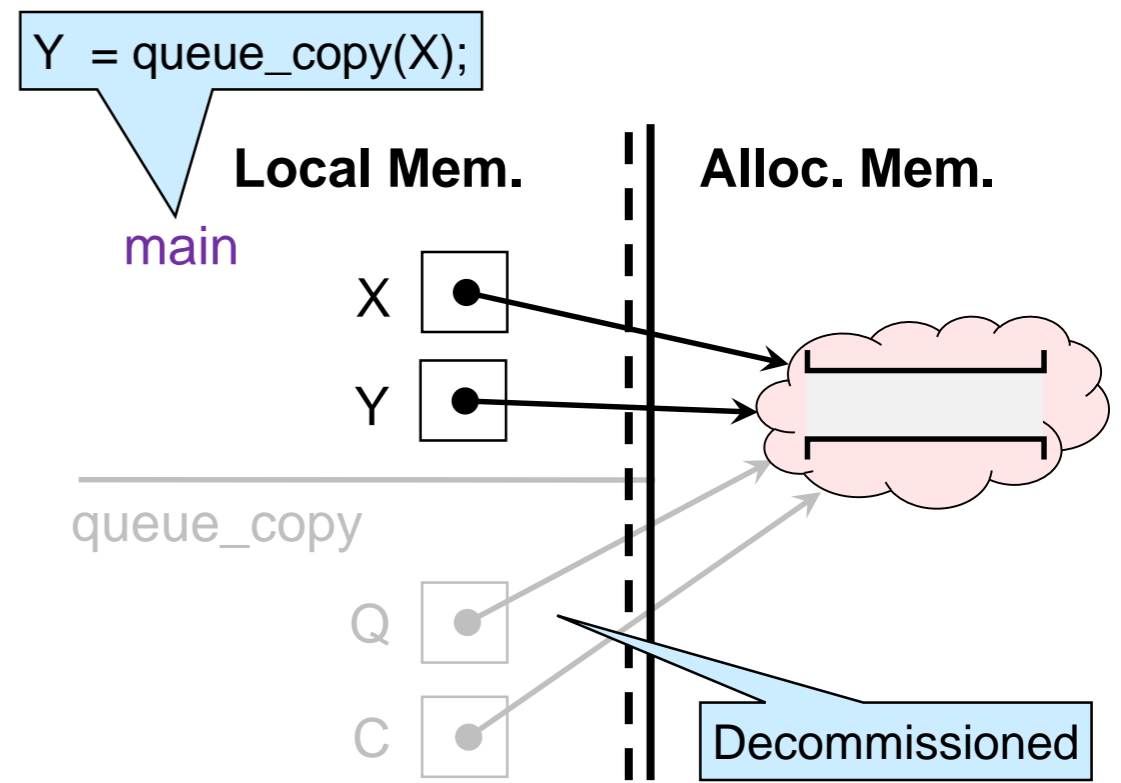 Y = queue_copy(X);
Local Mem.
Alloc. Mem.
main
X
Y
queue_copy
Q
C
Decommissioned